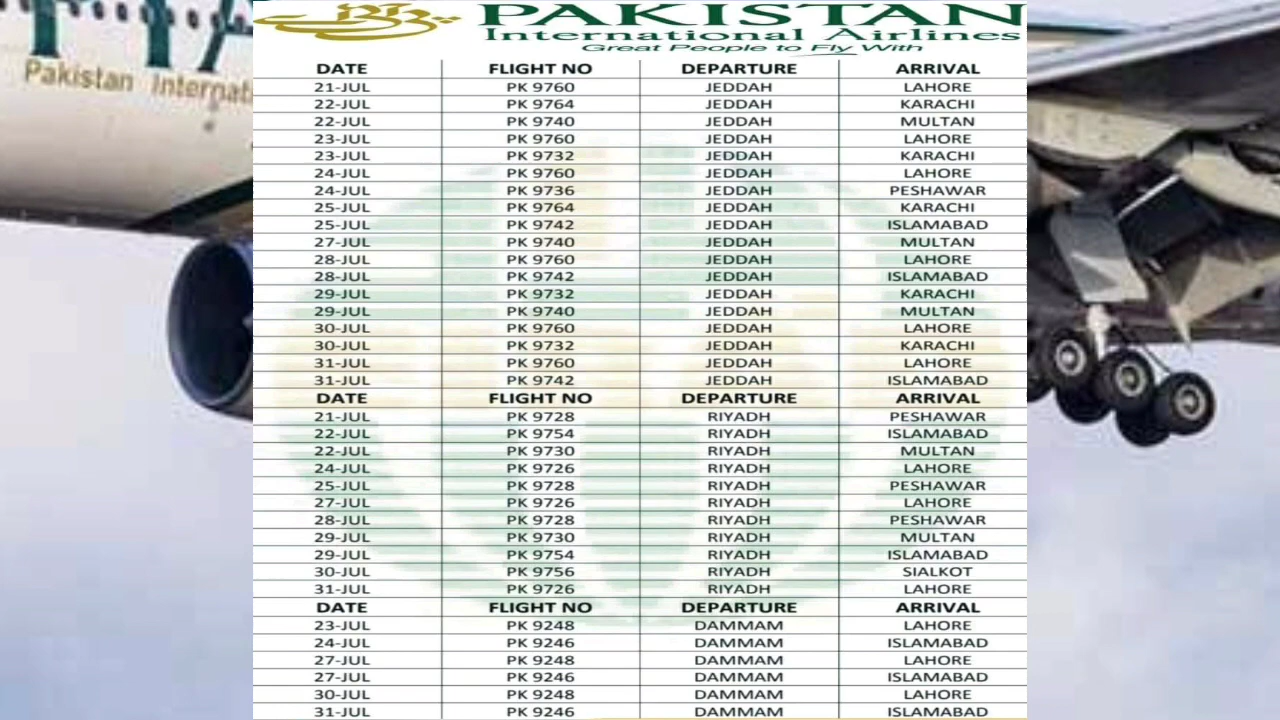 PIA
Pakistan Internati
PAKISTAN
International Airlines
Great People to Fly With
DATE FLIGHT NO DEPARTURE ARRIVAL
21-JUL PK 9760 JEDDAH LAHORE
22-JUL PK 9764 JEDDAH KARACHI
22-JUL PK 9740 JEDDAH MULTAN
23-JUL PK 9760 JEDDAH LAHORE
23-JUL PK 9732 JEDDAH KARACHI
24-JUL PK 9760 JEDDAH LAHORE
24-JUL PK 9736 JEDDAH PESHAWAR
25-JUL PK 9764 JEDDAH KARACHI
25-JUL PK 9742 JEDDAH ISLAMABAD
27-JUL PK 9740 JEDDAH MULTAN
28-JUL PK 9760 JEDDAH LAHORE
28-JUL PK 9742 JEDDAH ISLAMABAD
29-JUL PK 9732 JEDDAH KARACHI
29-JUL PK 9740 JEDDAH MULTAN
30-JUL PK 9760 JEDDAH LAHORE
30-JUL PK 9732 JEDDAH KARACHI
31-JUL PK 9760 JEDDAH LAHORE
31-JUL PK 9742 JEDDAH ISLAMABAD
DATE FLIGHT NO DEPARTURE ARRIVAL
21-JUL PK 9728 RIYADH PESHAWAR
22-JUL PK 9754 RIYADH ISLAMABAD
22-JUL PK 9730 RIYADH MULTAN
24-JUL PK 9726 RIYADH LAHORE
25-JUL PK 9728 RIYADH PESHAWAR
27-JUL PK 9726 RIYADH LAHORE
28-JUL PK 9728 RIYADH PESHAWAR
29-JUL PK 9730 RIYADH MULTAN
29-JUL PK 9754 RIYADH ISLAMABAD
30-JUL PK 9756 RIYADH SIALKOT
31-JUL PK 9726 RIYADH LAHORE
DATE FLIGHT NO DEPARTURE ARRIVAL
23-JUL PK 9248 DAMMAM LAHORE
24-JUL PK 9246 DAMMAM ISLAMABAD
27-JUL PK 9248 DAMMAM LAHORE
27-JUL PK 9246 DAMMAM ISLAMABAD
30-JUL PK 9248 DAMMAM LAHORE
31-JUL PK 9246 DAMMAM ISLAMABAD